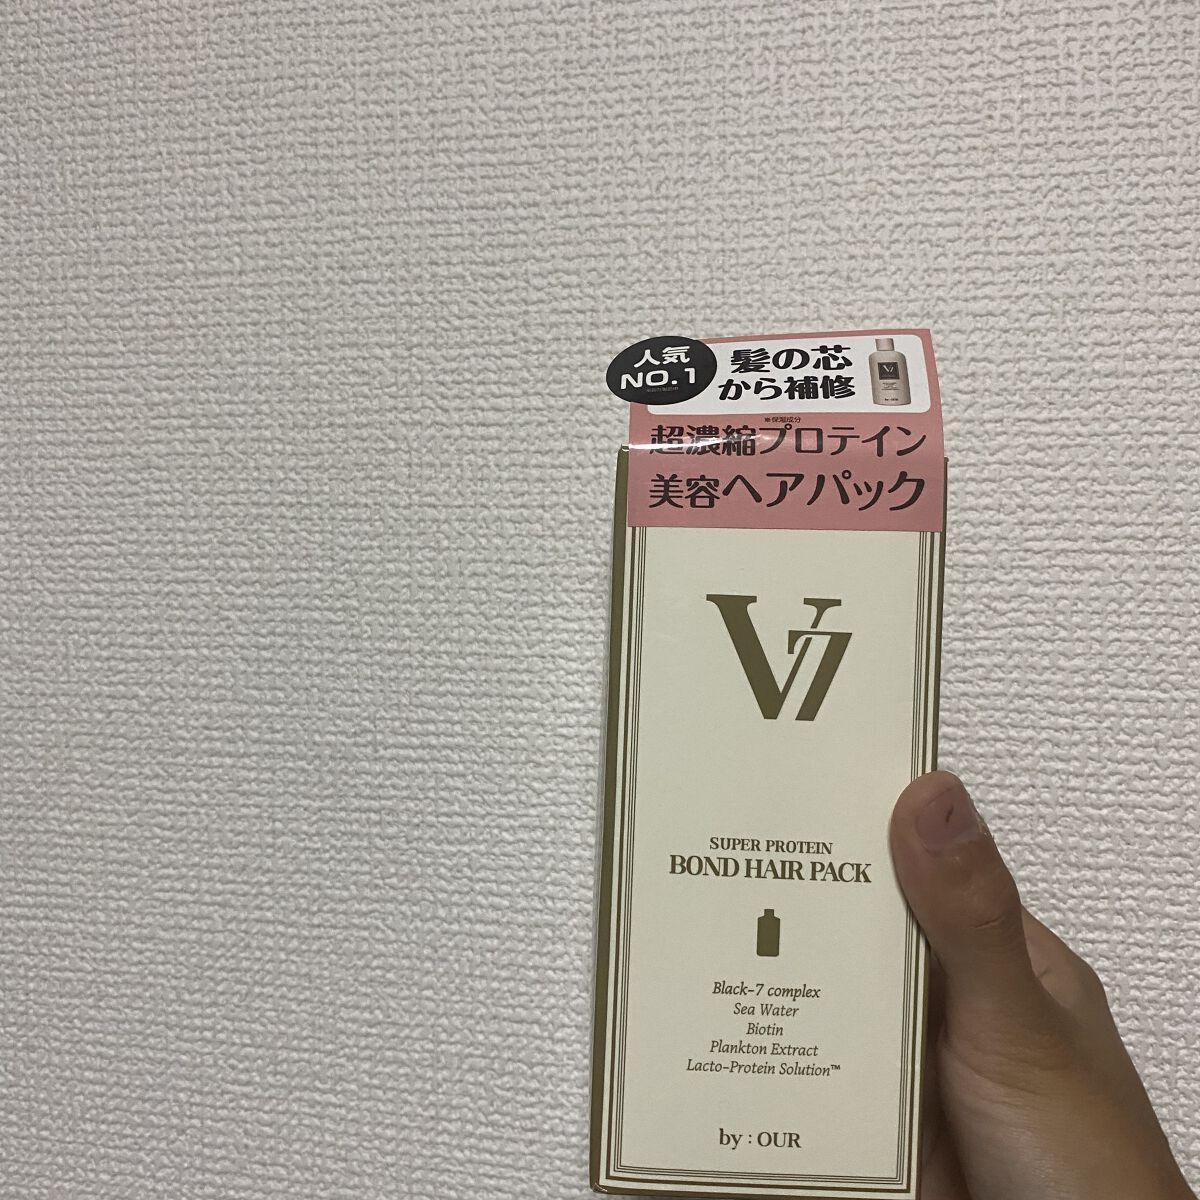 人気
NO.1
髪の芯
から補修
※保湿成分
超濃縮プロテイン
美容ヘアパック
V7
SUPER PROTEIN
BOND HAIR PACK
Black-7 complex
Sea Water
Biotin
Plankton Extract
Lacto-Protein Solution™
by : OUR